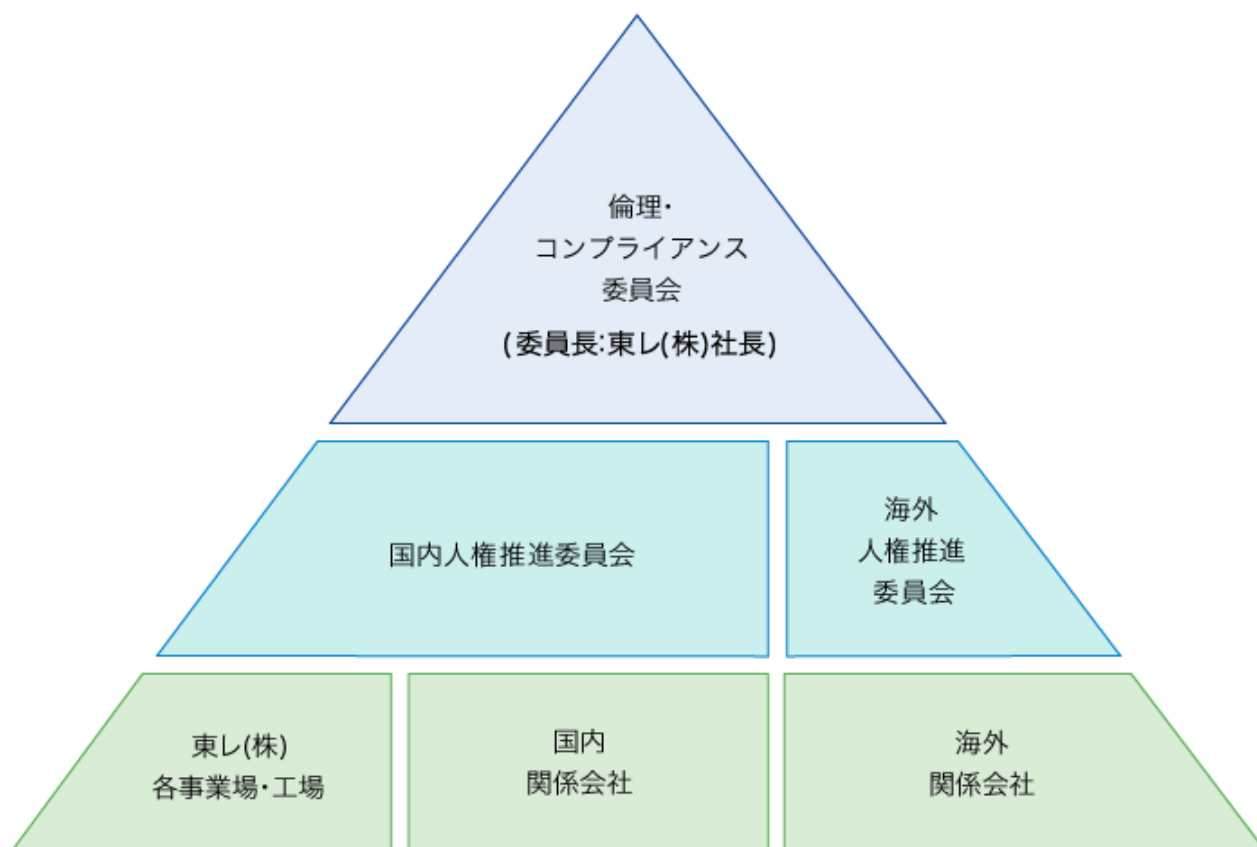 倫理・
コンプライアンス
委員会
(委員長:東レ(株)社長)
国内人権推進委員会
海外
人権推進
委員会
東レ(株)
各事業場・工場
国内
関係会社
海外
関係会社